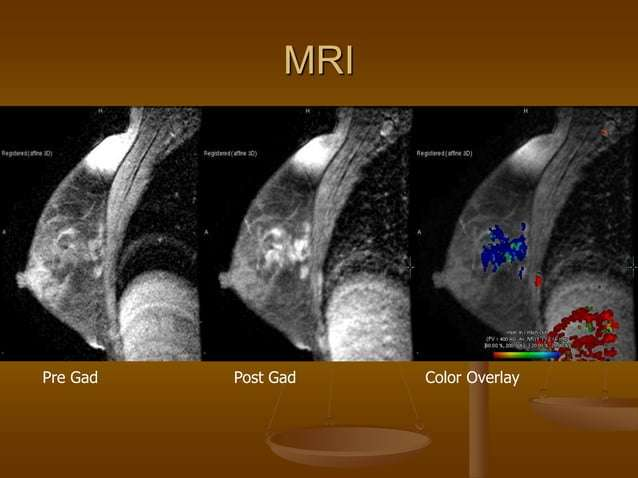 MRI
H
H
H
Registered (affine 3D)
Registered (affine 3D)
Registered (affine 3D)
A
A
A
Pre Gad
Post Gad
Color Overlay